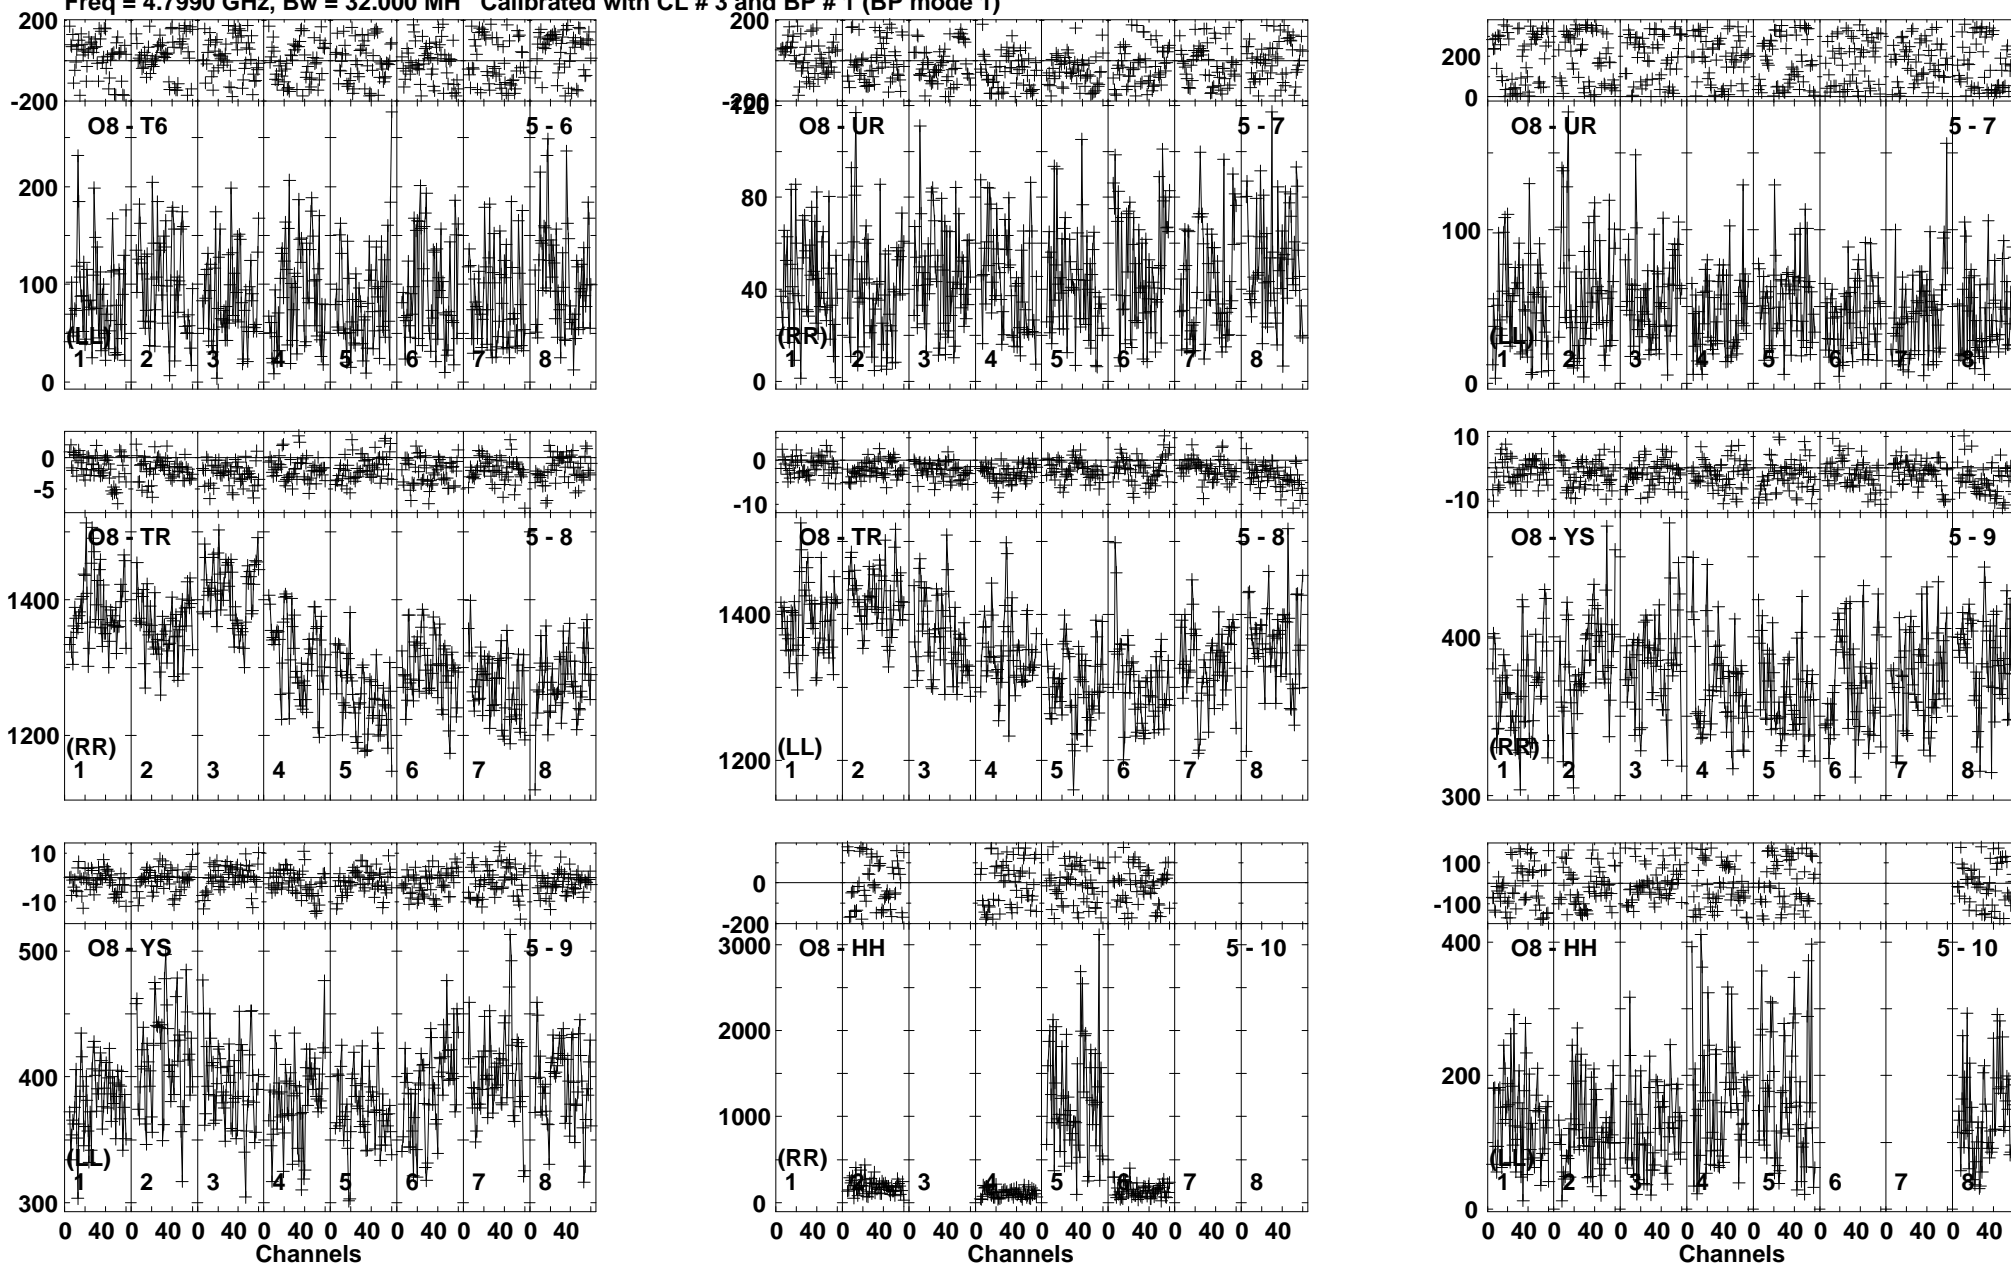 Freq = 4.7990 GHz, Bw = 32.000 MH Calibrated with CL # 3 and BP # 1 (BP mode 1)
200
-200
O8 - T6 5 - 6
200
100
0
(LL)
1 2 3 4 5 6 7 8
200
-200
120
O8 - UR 5 - 7
80
40
0
(RR)
1 2 3 4 5 6 7 8
200
0
O8 - UR 5 - 7
100
0
(LL)
1 2 3 4 5 6 7 8
0
-5
O8 - TR 5 - 8
1400
1200
(RR)
1 2 3 4 5 6 7 8
0
-10
O8 - TR 5 - 8
1400
1200
(LL)
1 2 3 4 5 6 7 8
10
-10
O8 - YS 5 - 9
400
300
(RR)
1 2 3 4 5 6 7 8
10
-10
O8 - YS 5 - 9
500
400
300
(LL)
1 2 3 4 5 6 7 8
0 40 0 40 0 40 0 40 0 40 0 40 0 40 0 40
Channels
0
-200
O8 - HH 5 - 10
3000
2000
1000
0
(RR)
1 2 3 4 5 6 7 8
0 40 0 40 0 40 0 40 0 40 0 40 0 40 0 40
Channels
100
-100
O8 - HH 5 - 10
400
200
0
(LL)
1 2 3 4 5 6 7 8
0 40 0 40 0 40 0 40 0 40 0 40 0 40 0 40
Channels